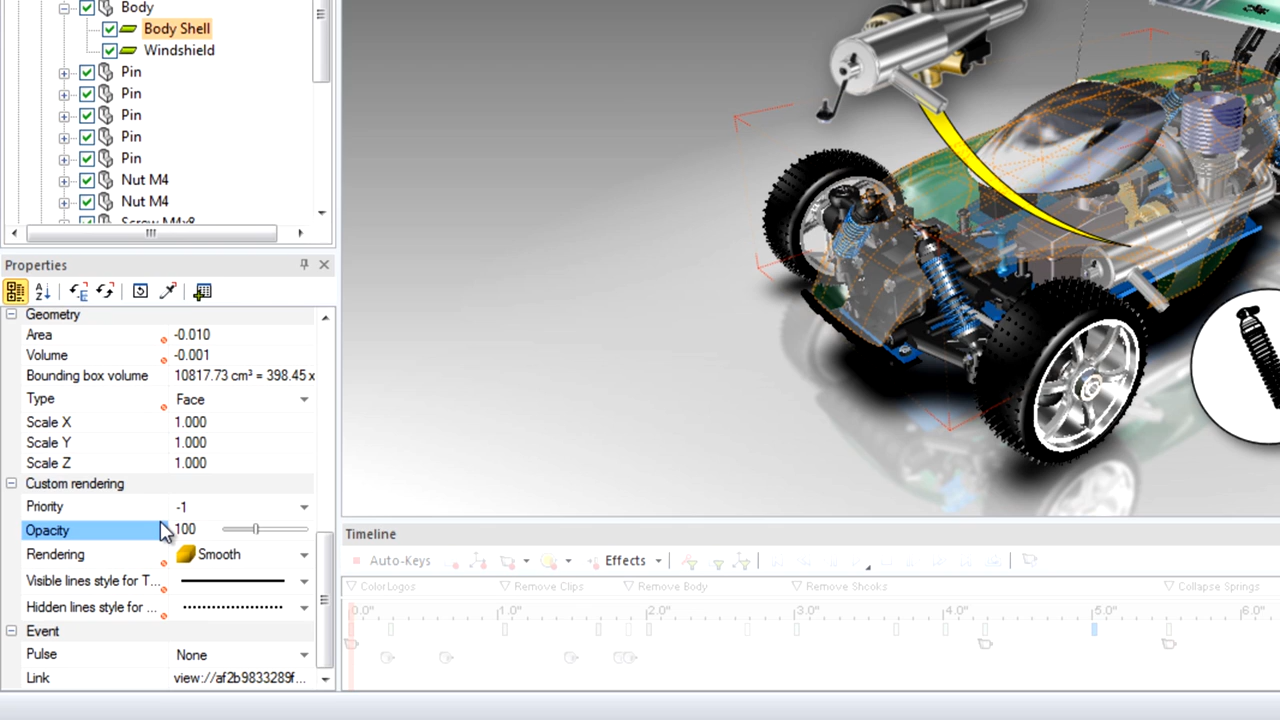 Body
Body Shell
Windshield
Pin
Pin
Pin
Pin
Pin
Nut M4
Nut M4
Screw M4x8
Properties
Geometry
Area -0.010
Volume -0.001
Bounding box volume 10817.73 cm³ = 398.45 x
Type Face
Scale X 1.000
Scale Y 1.000
Scale Z 1.000
Custom rendering
Priority -1
Opacity 100
Rendering Smooth
Visible lines style for T...
Hidden lines style for ...
Event
Pulse None
Link view://af2b9833289f...
Timeline
Auto-Keys Effects
ColorLogos Remove Clips Remove Body Remove Shooks Collapse Springs
0.0" 1.0" 2.0" 3.0" 4.0" 5.0" 6.0"